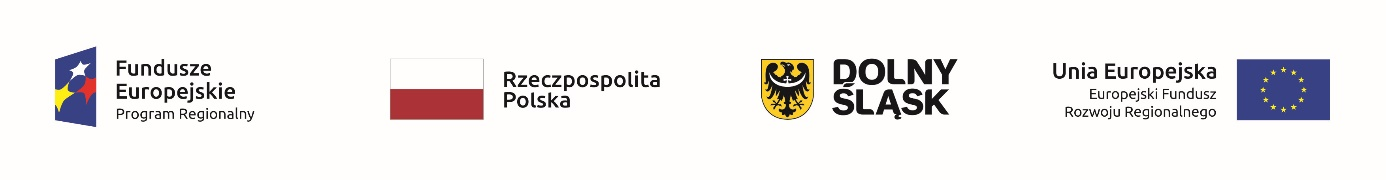 Fundusze
Europejskie
Program Regionalny
Rzeczpospolita
Polska
DOLNY
ŚLĄSK
Unia Europejska
Europejski Fundusz
Rozwoju Regionalnego